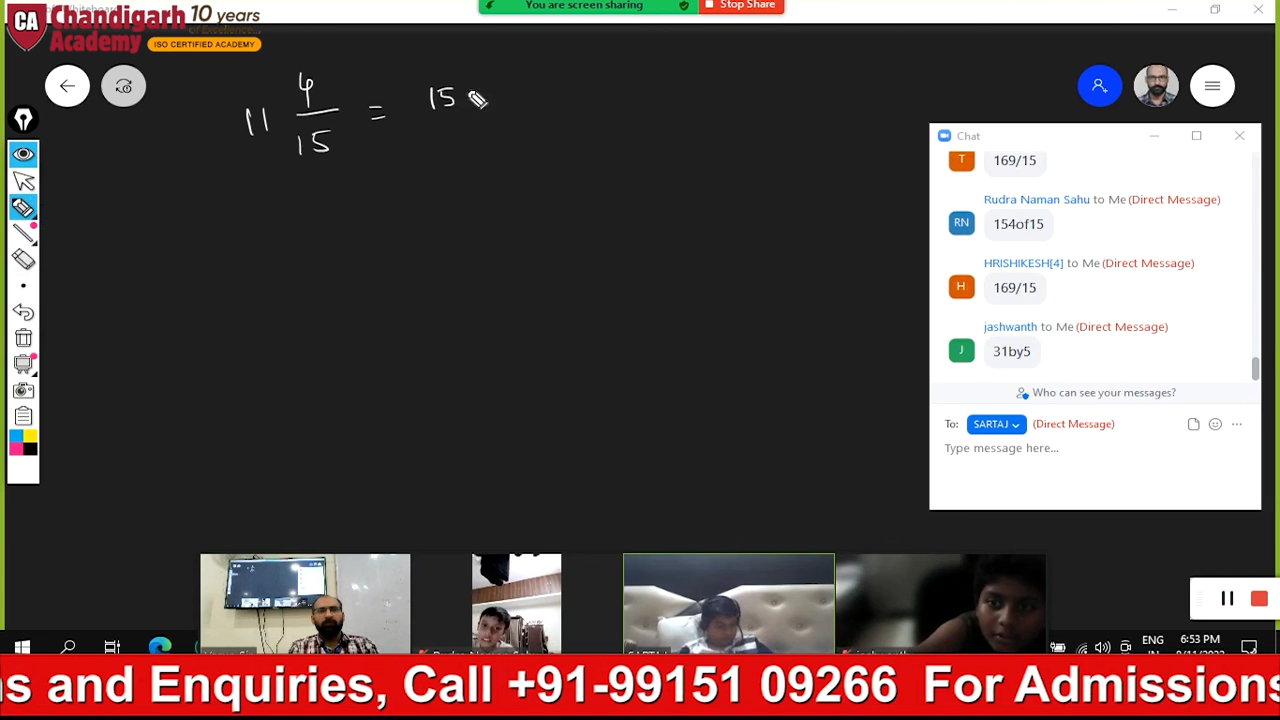 Chandigarh 10 years
of Excellence...
Academy ISO CERTIFIED ACADEMY
CA
You are screen sharing Stop Share
11 4/15 = 15
Chat
T 169/15
Rudra Naman Sahu to Me (Direct Message)
RN 154of15
HRISHIKESH[4] to Me (Direct Message)
H 169/15
jashwanth to Me (Direct Message)
J 31by5
Who can see your messages?
To: SARTAJ (Direct Message)
Type message here...
ENG
6:53 PM
s and Enquiries, Call +91-99151 09266 For Admissions